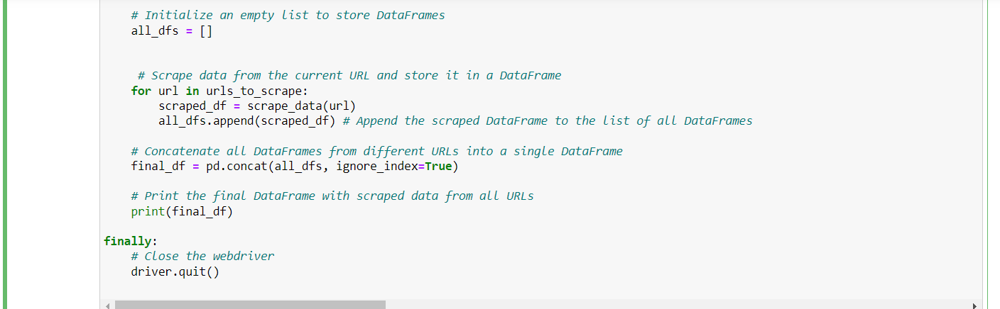 # Initialize an empty list to store DataFrames
all_dfs = []
# Scrape data from the current URL and store it in a DataFrame
for url in urls_to_scrape:
scraped_df = scrape_data(url)
all_dfs.append(scraped_df) # Append the scraped DataFrame to the list of all DataFrames
# Concatenate all DataFrames from different URLs into a single DataFrame
final_df = pd.concat(all_dfs, ignore_index=True)
# Print the final DataFrame with scraped data from all URLs
print(final_df)
finally:
# Close the webdriver
driver.quit()